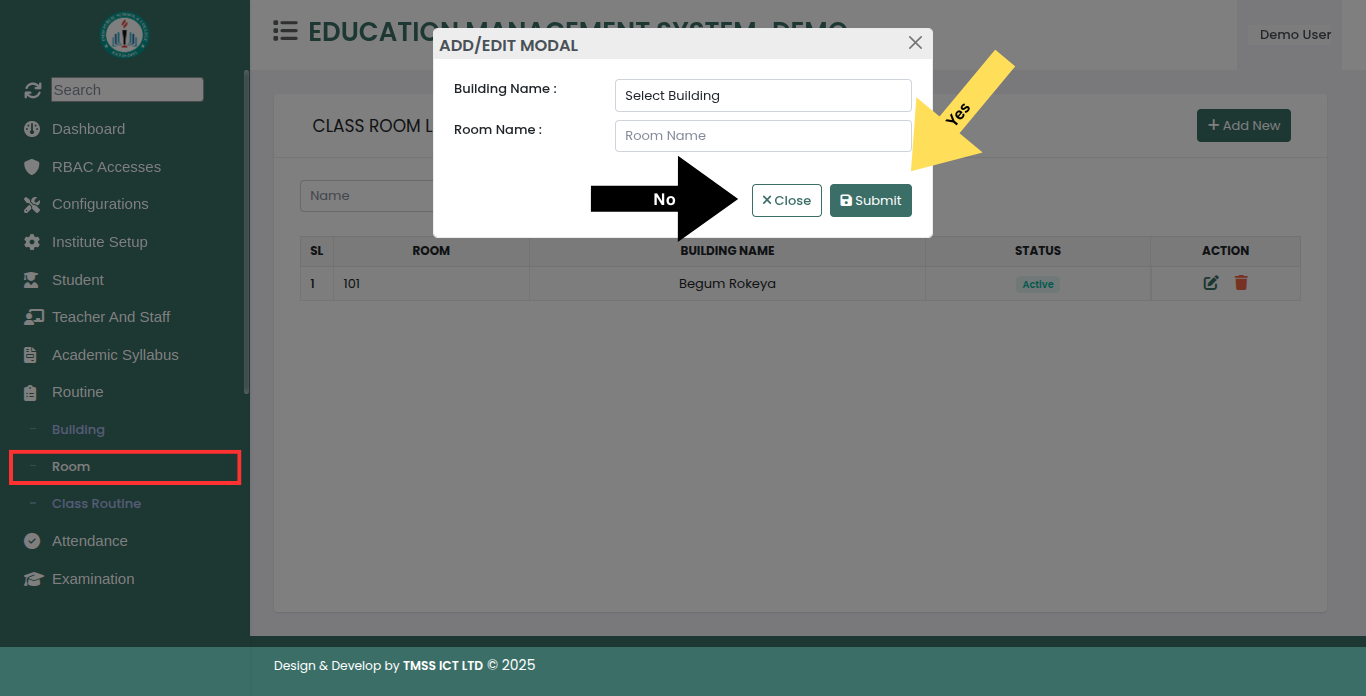 EDUCATION MANAGEMENT SYSTEM- DEMO
Demo User
Search
Dashboard
RBAC Accesses
Configurations
Institute Setup
Student
Teacher And Staff
Academic Syllabus
Routine
Building
Room
Class Routine
Attendance
Examination
ADD/EDIT MODAL
Building Name :
Select Building
Room Name :
Room Name
Yes
No
Close
Submit
CLASS ROOM L
Add New
Name
SL ROOM BUILDING NAME STATUS ACTION
1 101 Begum Rokeya Active
Design & Develop by TMSS ICT LTD © 2025